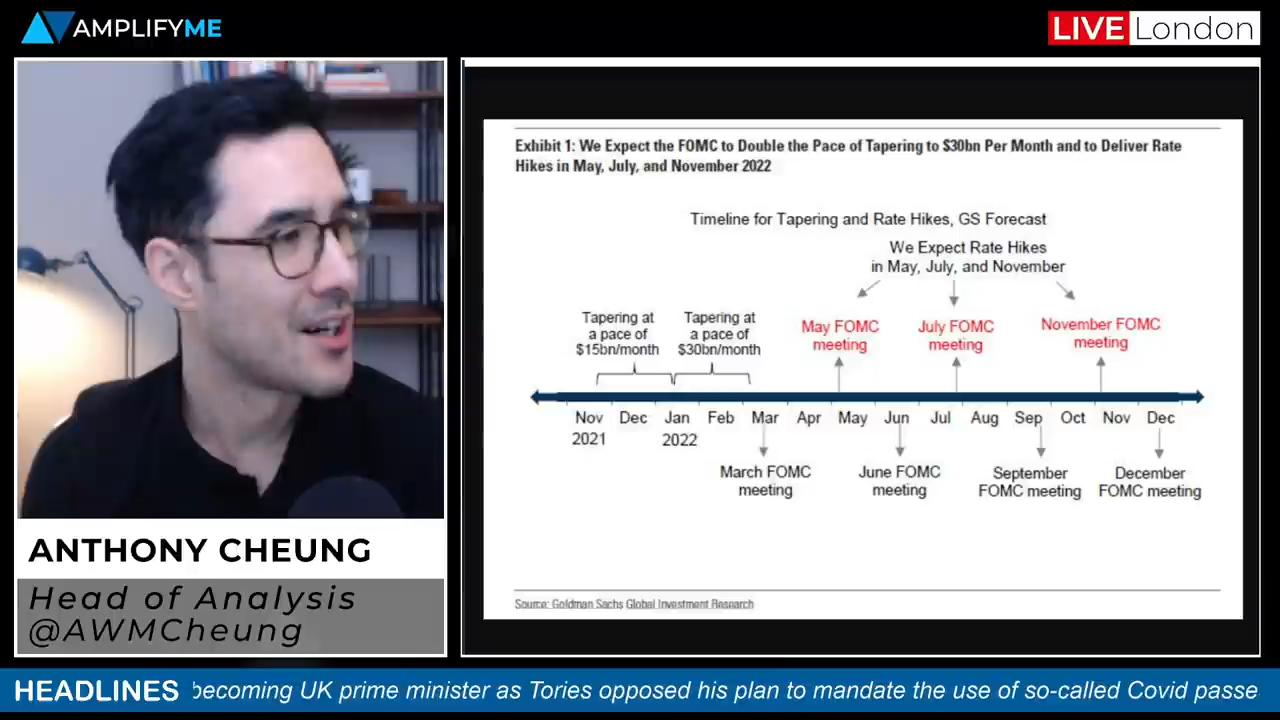 AMPLIFYME
LIVE London
Exhibit 1: We Expect the FOMC to Double the Pace of Tapering to $30bn Per Month and to Deliver Rate
Hikes in May, July, and November 2022
Timeline for Tapering and Rate Hikes, GS Forecast
We Expect Rate Hikes
in May, July, and November
Tapering at
a pace of
$15bn/month
Tapering at
a pace of
$30bn/month
May FOMC
meeting
July FOMC
meeting
November FOMC
meeting
Nov Dec Jan Feb Mar Apr May Jun Jul Aug Sep Oct Nov Dec
2021 2022
March FOMC
meeting
June FOMC
meeting
September
FOMC meeting
December
FOMC meeting
Source: Goldman Sachs Global Investment Research
ANTHONY CHEUNG
Head of Analysis
@AWMCheung
HEADLINES becoming UK prime minister as Tories opposed his plan to mandate the use of so-called Covid passe